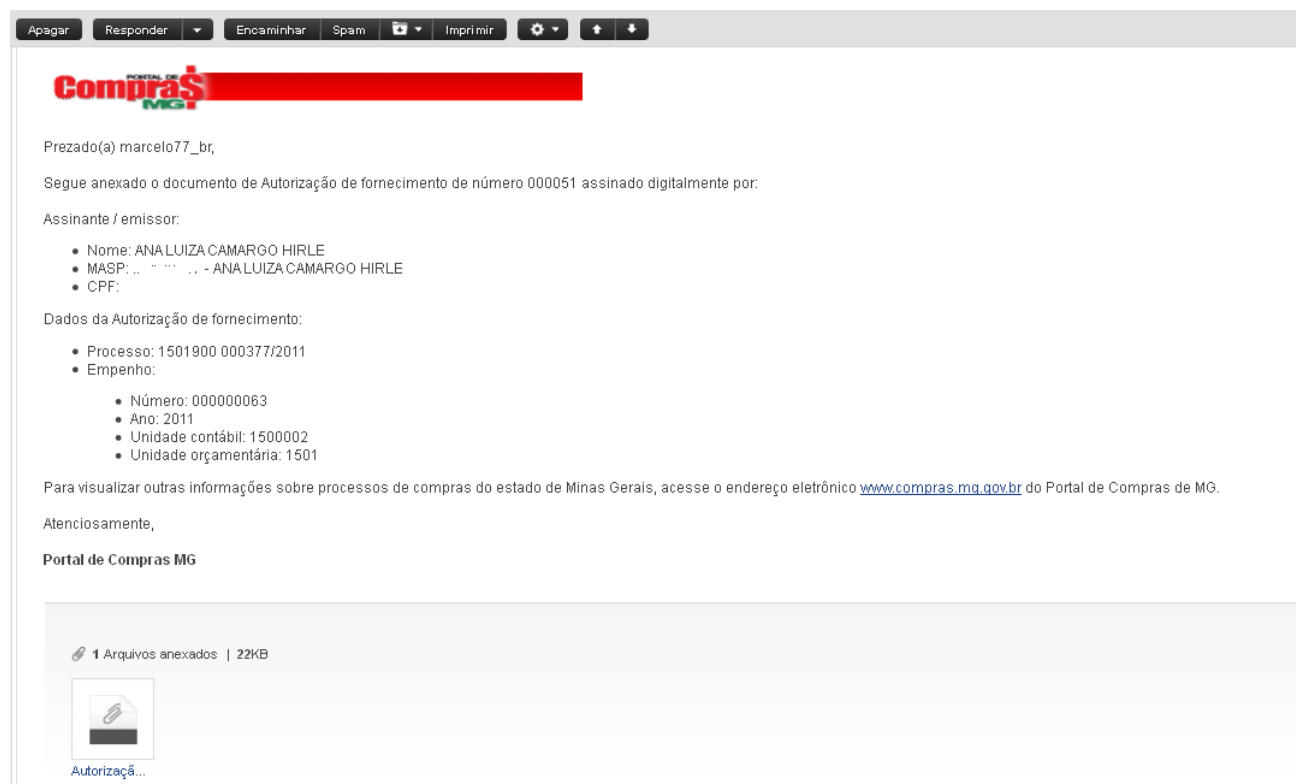 Apagar Responder Encaminhar Spam Imprimir
PORTAL DE
Compra$
MG
Prezado(a) marcelo77_br,
Segue anexado o documento de Autorização de fornecimento de número 000051 assinado digitalmente por:
Assinante / emissor:
Nome: ANA LUIZA CAMARGO HIRLE
MASP: - ANA LUIZA CAMARGO HIRLE
CPF:
Dados da Autorização de fornecimento:
Processo: 1501900 000377/2011
Empenho:
Número: 000000063
Ano: 2011
Unidade contábil: 1500002
Unidade orçamentária: 1501
Para visualizar outras informações sobre processos de compras do estado de Minas Gerais, acesse o endereço eletrônico www.compras.mg.gov.br do Portal de Compras de MG.
Atenciosamente,
Portal de Compras MG
1 Arquivos anexados | 22KB
Autorizaçã...